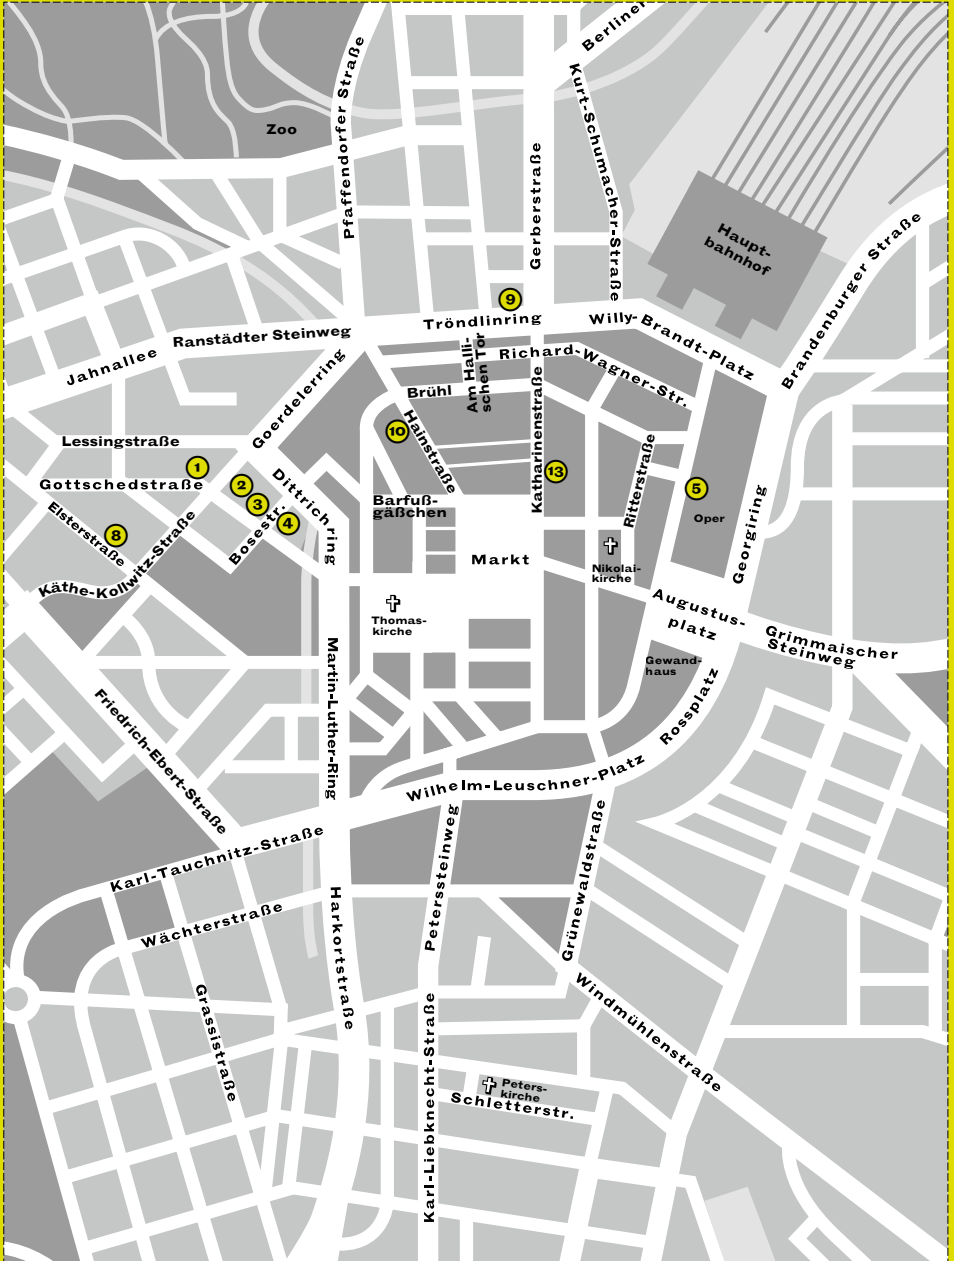 Berliner
Kurt-Schumacher-Straße
Pfaffendorfer Straße
Zoo
Gerberstraße
Haupt-
bahnhof
Brandenburger Straße
9
Tröndlinring
Willy-Brandt-Platz
Ranstädter Steinweg
Jahnallee
Am Halli-
schen Tor
Richard-Wagner-Str.
Goerdelerring
Brühl
Hainstraße
Katharinenstraße
10
Lessingstraße
1
Gottschedstraße
2
3
4
Dittrichring
Bosestr.
13
Ritterstraße
5
Oper
Georgiring
Elsterstraße
8
Käthe-Kollwitz-Straße
Barfuß-
gäßchen
Markt
Nikolai-
kirche
Thomas-
kirche
Augustus-
platz
Grimmaischer
Steinweg
Gewand-
haus
Martin-Luther-Ring
Rossplatz
Friedrich-Ebert-Straße
Wilhelm-Leuschner-Platz
Karl-Tauchnitz-Straße
Peterssteinweg
Grünewaldstraße
Wächterstraße
Harkortstraße
Grassistraße
Windmühlenstraße
Karl-Liebknecht-Straße
Peters-
kirche
Schletterstr.